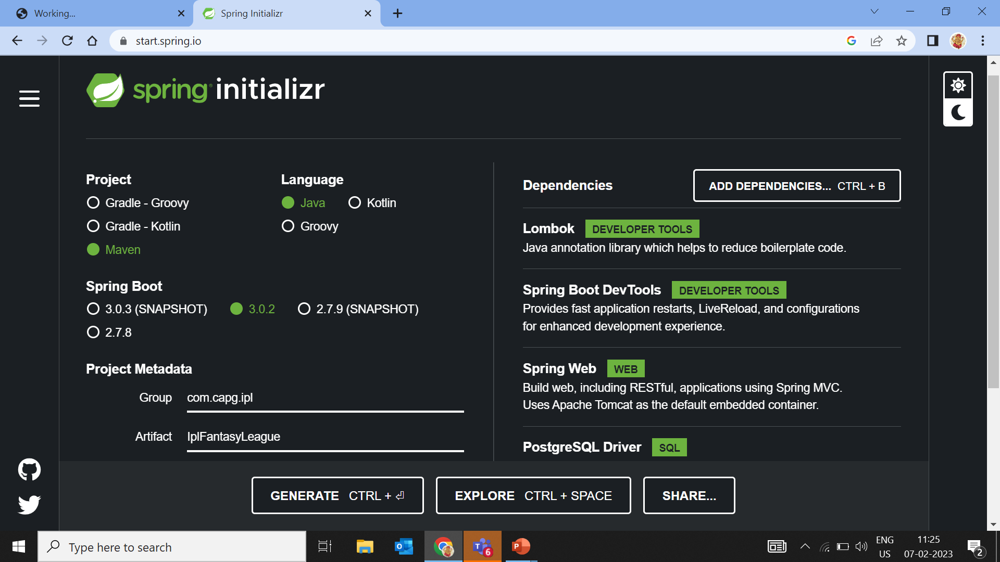 Working...
Spring Initializr
start.spring.io
spring initializr
Project
Gradle - Groovy
Gradle - Kotlin
Maven
Language
Java
Kotlin
Groovy
Spring Boot
3.0.3 (SNAPSHOT)
3.0.2
2.7.9 (SNAPSHOT)
2.7.8
Project Metadata
Group com.capg.ipl
Artifact IplFantasyLeague
Dependencies
ADD DEPENDENCIES... CTRL + B
Lombok DEVELOPER TOOLS
Java annotation library which helps to reduce boilerplate code.
Spring Boot DevTools DEVELOPER TOOLS
Provides fast application restarts, LiveReload, and configurations
for enhanced development experience.
Spring Web WEB
Build web, including RESTful, applications using Spring MVC.
Uses Apache Tomcat as the default embedded container.
PostgreSQL Driver SQL
GENERATE CTRL + ⏎
EXPLORE CTRL + SPACE
SHARE...
Type here to search
6
ENG
US
11:25
07-02-2023
2